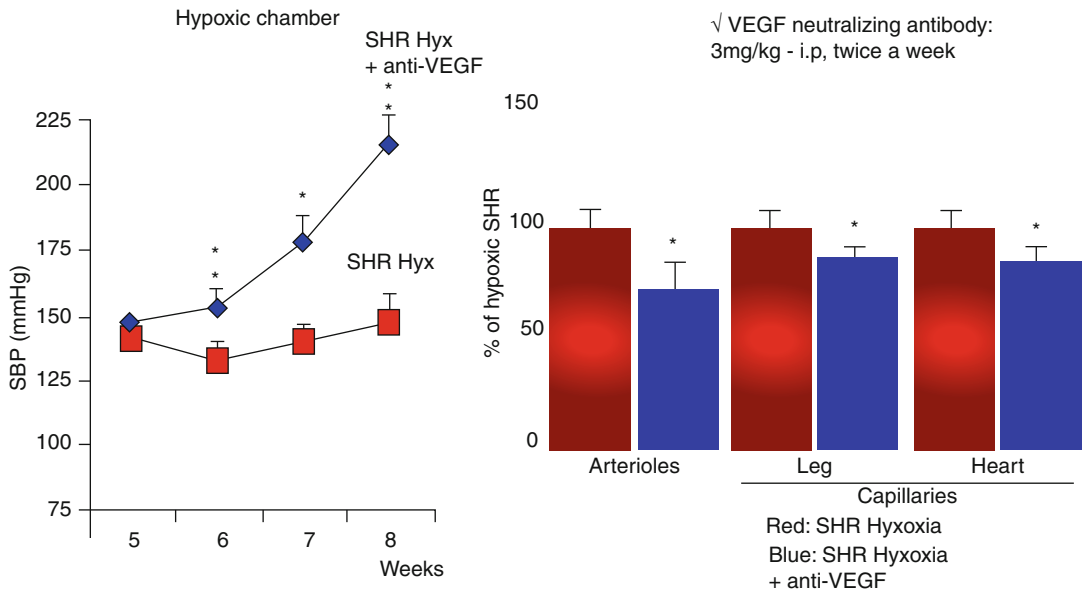 Hypoxic chamber
SHR Hyx
+ anti-VEGF
*
*
225
200
*
175
*
*
SHR Hyx
150
125
100
75
SBP (mmHg)
5 6 7 8
Weeks
√ VEGF neutralizing antibody:
3mg/kg - i.p, twice a week
150
100
50
0
% of hypoxic SHR
* * *
Arterioles Leg Heart
Capillaries
Red: SHR Hyxoxia
Blue: SHR Hyxoxia
+ anti-VEGF